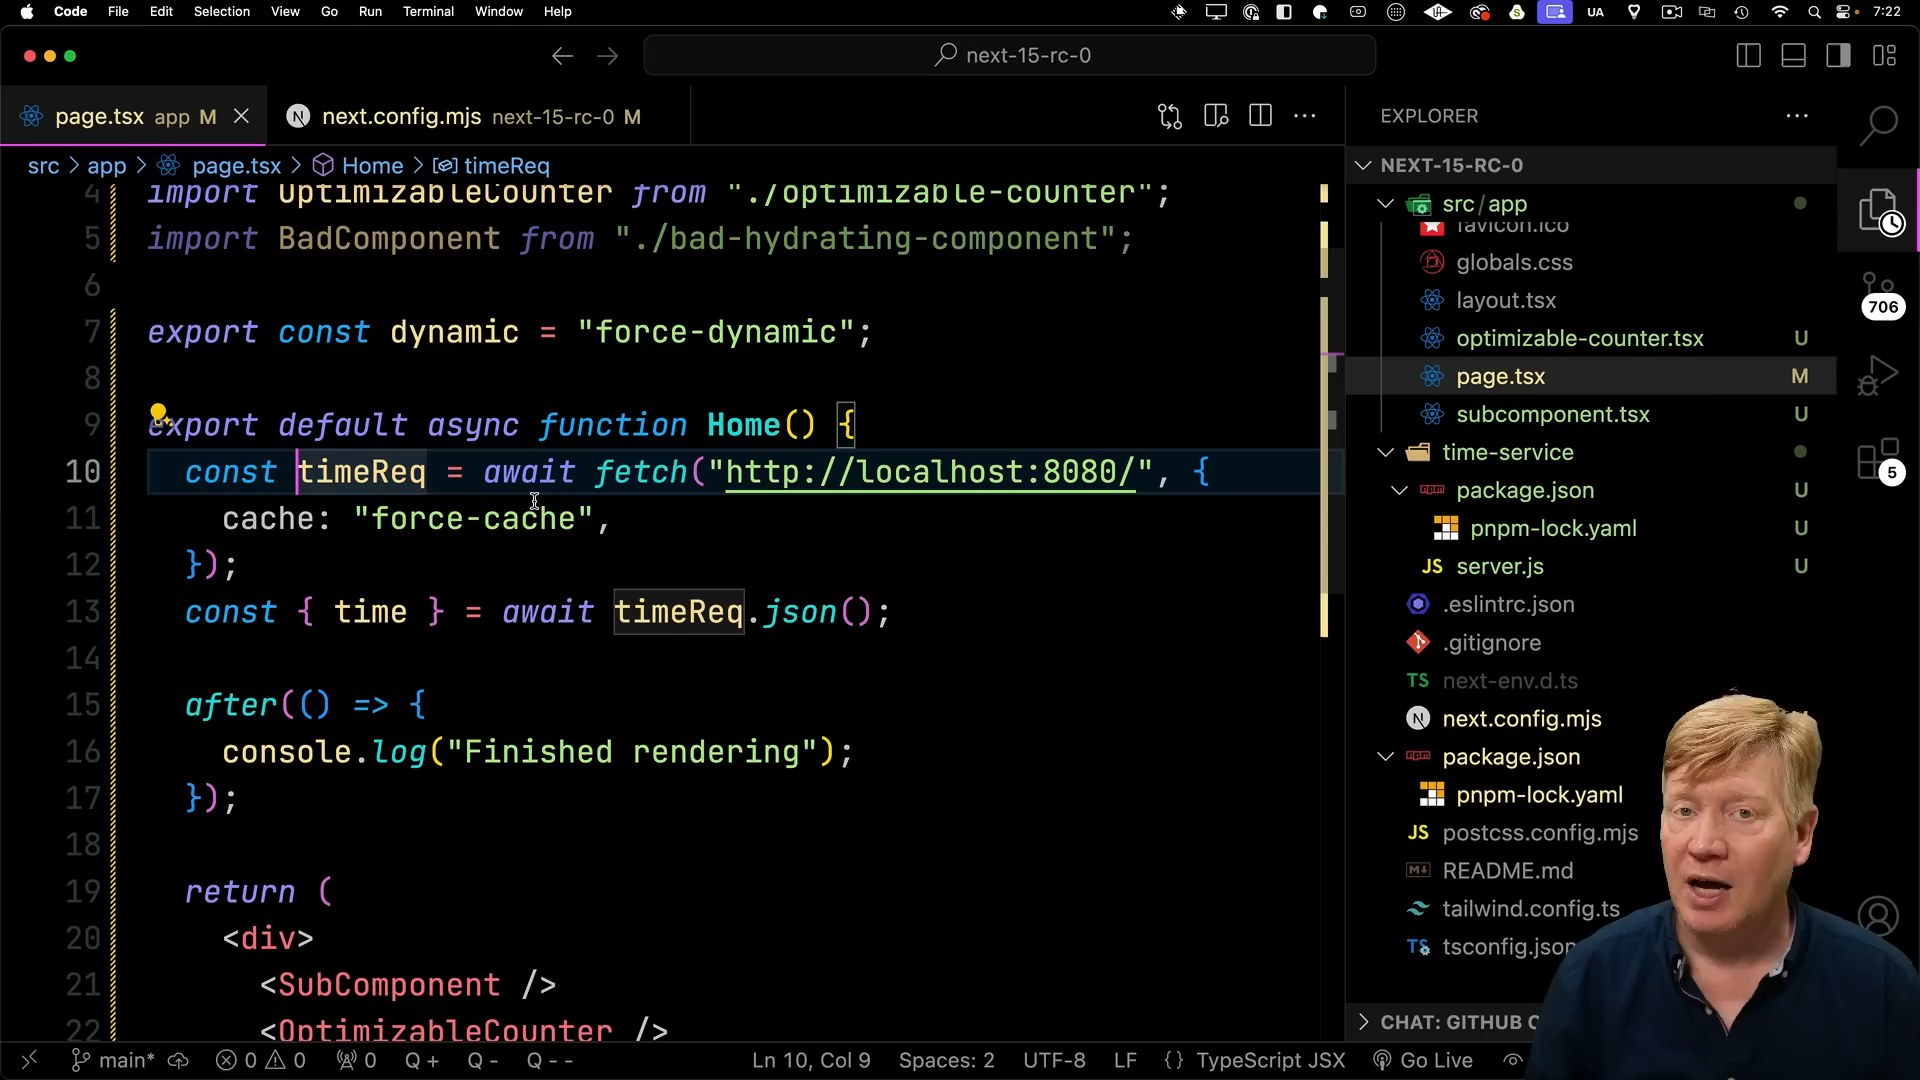 Code File Edit Selection View Go Run Terminal Window Help UA 7:22
next-15-rc-0
page.tsx app M next.config.mjs next-15-rc-0 M
src > app > page.tsx > Home > timeReq
4 import OptimizableCounter from "./optimizable-counter";
5 import BadComponent from "./bad-hydrating-component";
6
7 export const dynamic = "force-dynamic";
8
9 export default async function Home() {
10 const timeReq = await fetch("http://localhost:8080/", {
11 cache: "force-cache",
12 });
13 const { time } = await timeReq.json();
14
15 after(() => {
16 console.log("Finished rendering");
17 });
18
19 return (
20 <div>
21 <SubComponent />
22 <OptimizableCounter />
EXPLORER
NEXT-15-RC-0
src/app
favicon.ico
globals.css
layout.tsx
optimizable-counter.tsx U
page.tsx M
subcomponent.tsx U
time-service
package.json U
pnpm-lock.yaml U
JS server.js U
.eslintrc.json
.gitignore
TS next-env.d.ts
N next.config.mjs
package.json
pnpm-lock.yaml
JS postcss.config.mjs
README.md
tailwind.config.ts
TS tsconfig.json
CHAT: GITHUB C
706
5
main* 0 0 0 Q+ Q- Q-- Ln 10, Col 9 Spaces: 2 UTF-8 LF {} TypeScript JSX Go Live